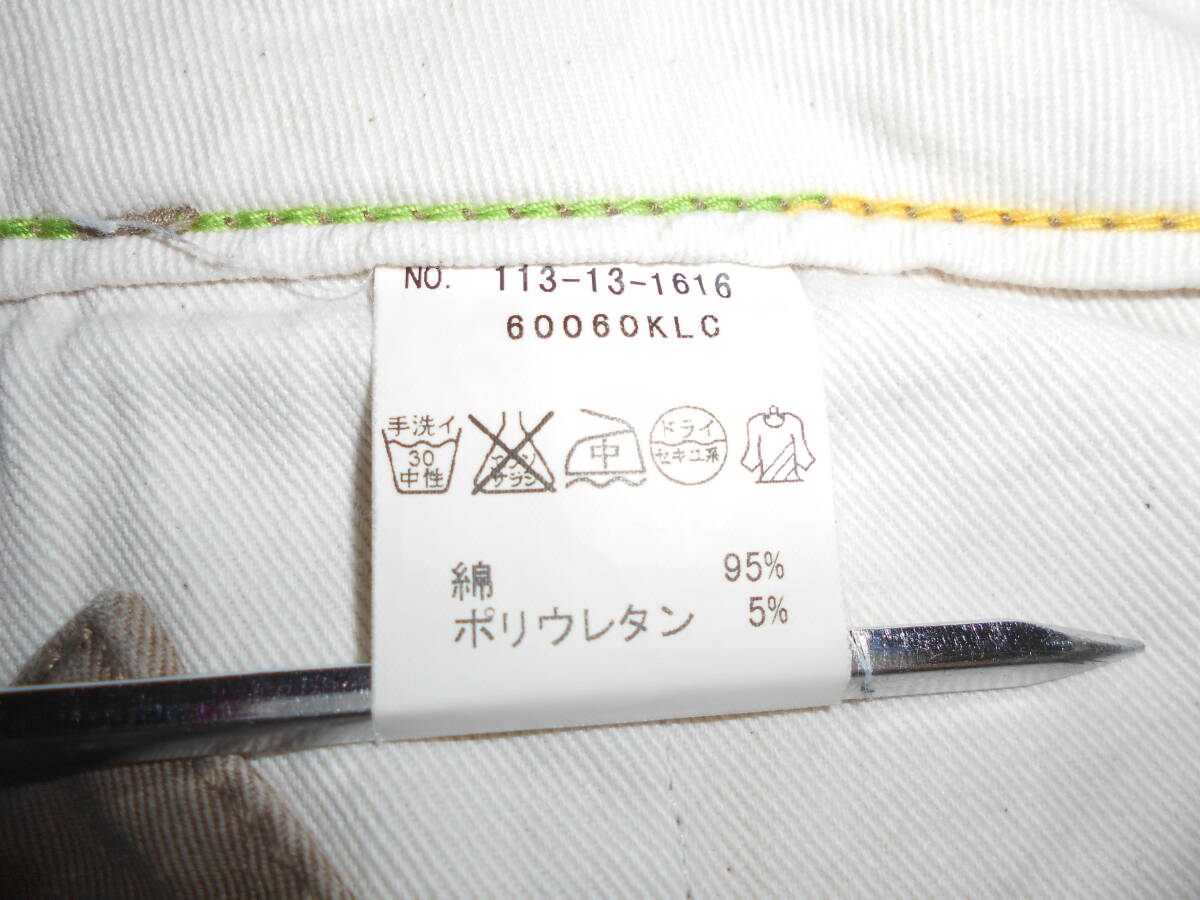 NO. 113-13-1616
60060KLC
手洗イ
30
中性
エンソ
サラシ
中
ドライ
セキユ系
綿 95%
ポリウレタン 5%